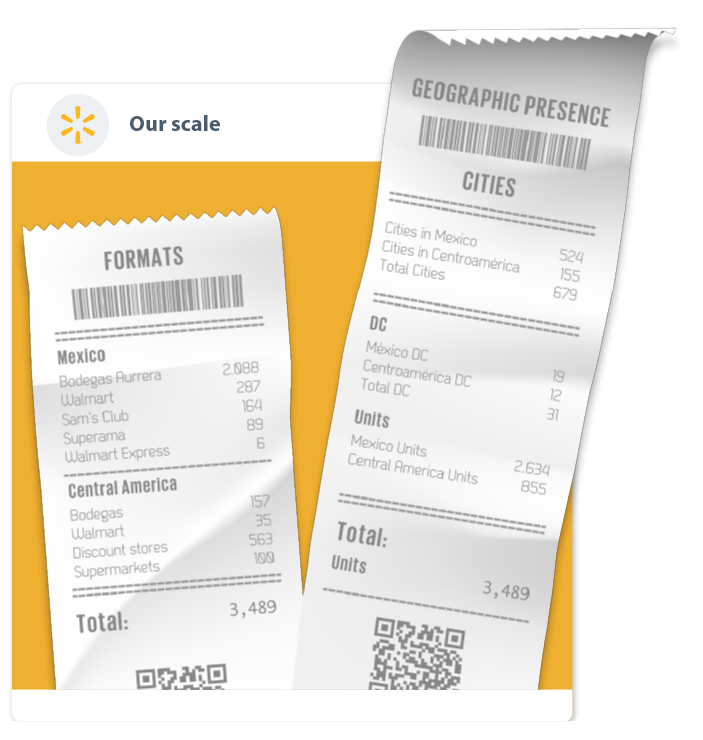 Our scale
FORMATS
Mexico
Bodegas Aurrera 2.088
Walmart 287
Sam's Club 164
Superama 89
Walmart Express 6
Central America
Bodegas 157
Walmart 35
Discount stores 563
Supermarkets 100
Total: 3,489
GEOGRAPHIC PRESENCE
CITIES
Cities in Mexico 524
Cities in Centroamérica 155
Total Cities 679
DC
México DC 19
Centroamérica DC 12
Total DC 31
Units
Mexico Units 2.634
Central America Units 855
Total:
Units 3,489